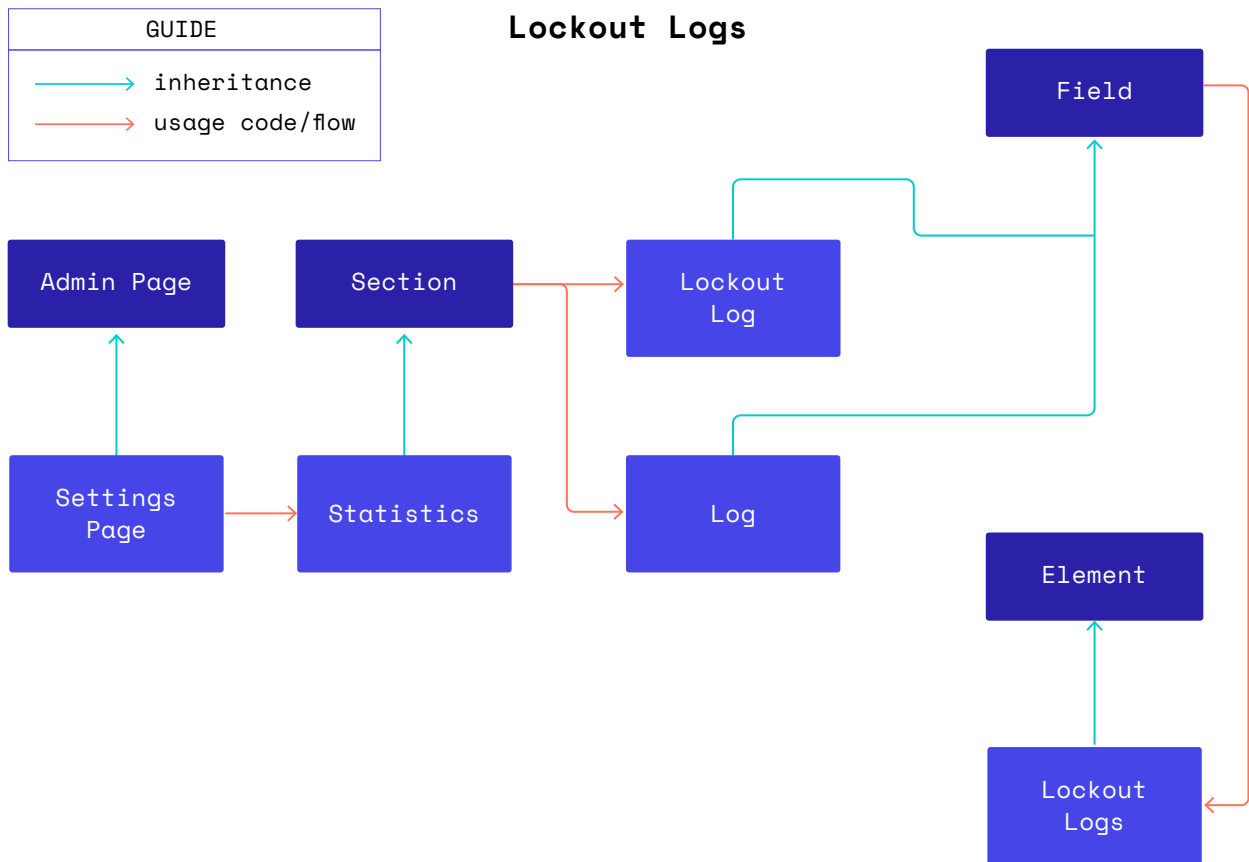 GUIDE
inheritance
usage code/flow
Lockout Logs
Field
Admin Page
Section
Lockout
Log
Settings
Page
Statistics
Log
Element
Lockout
Logs